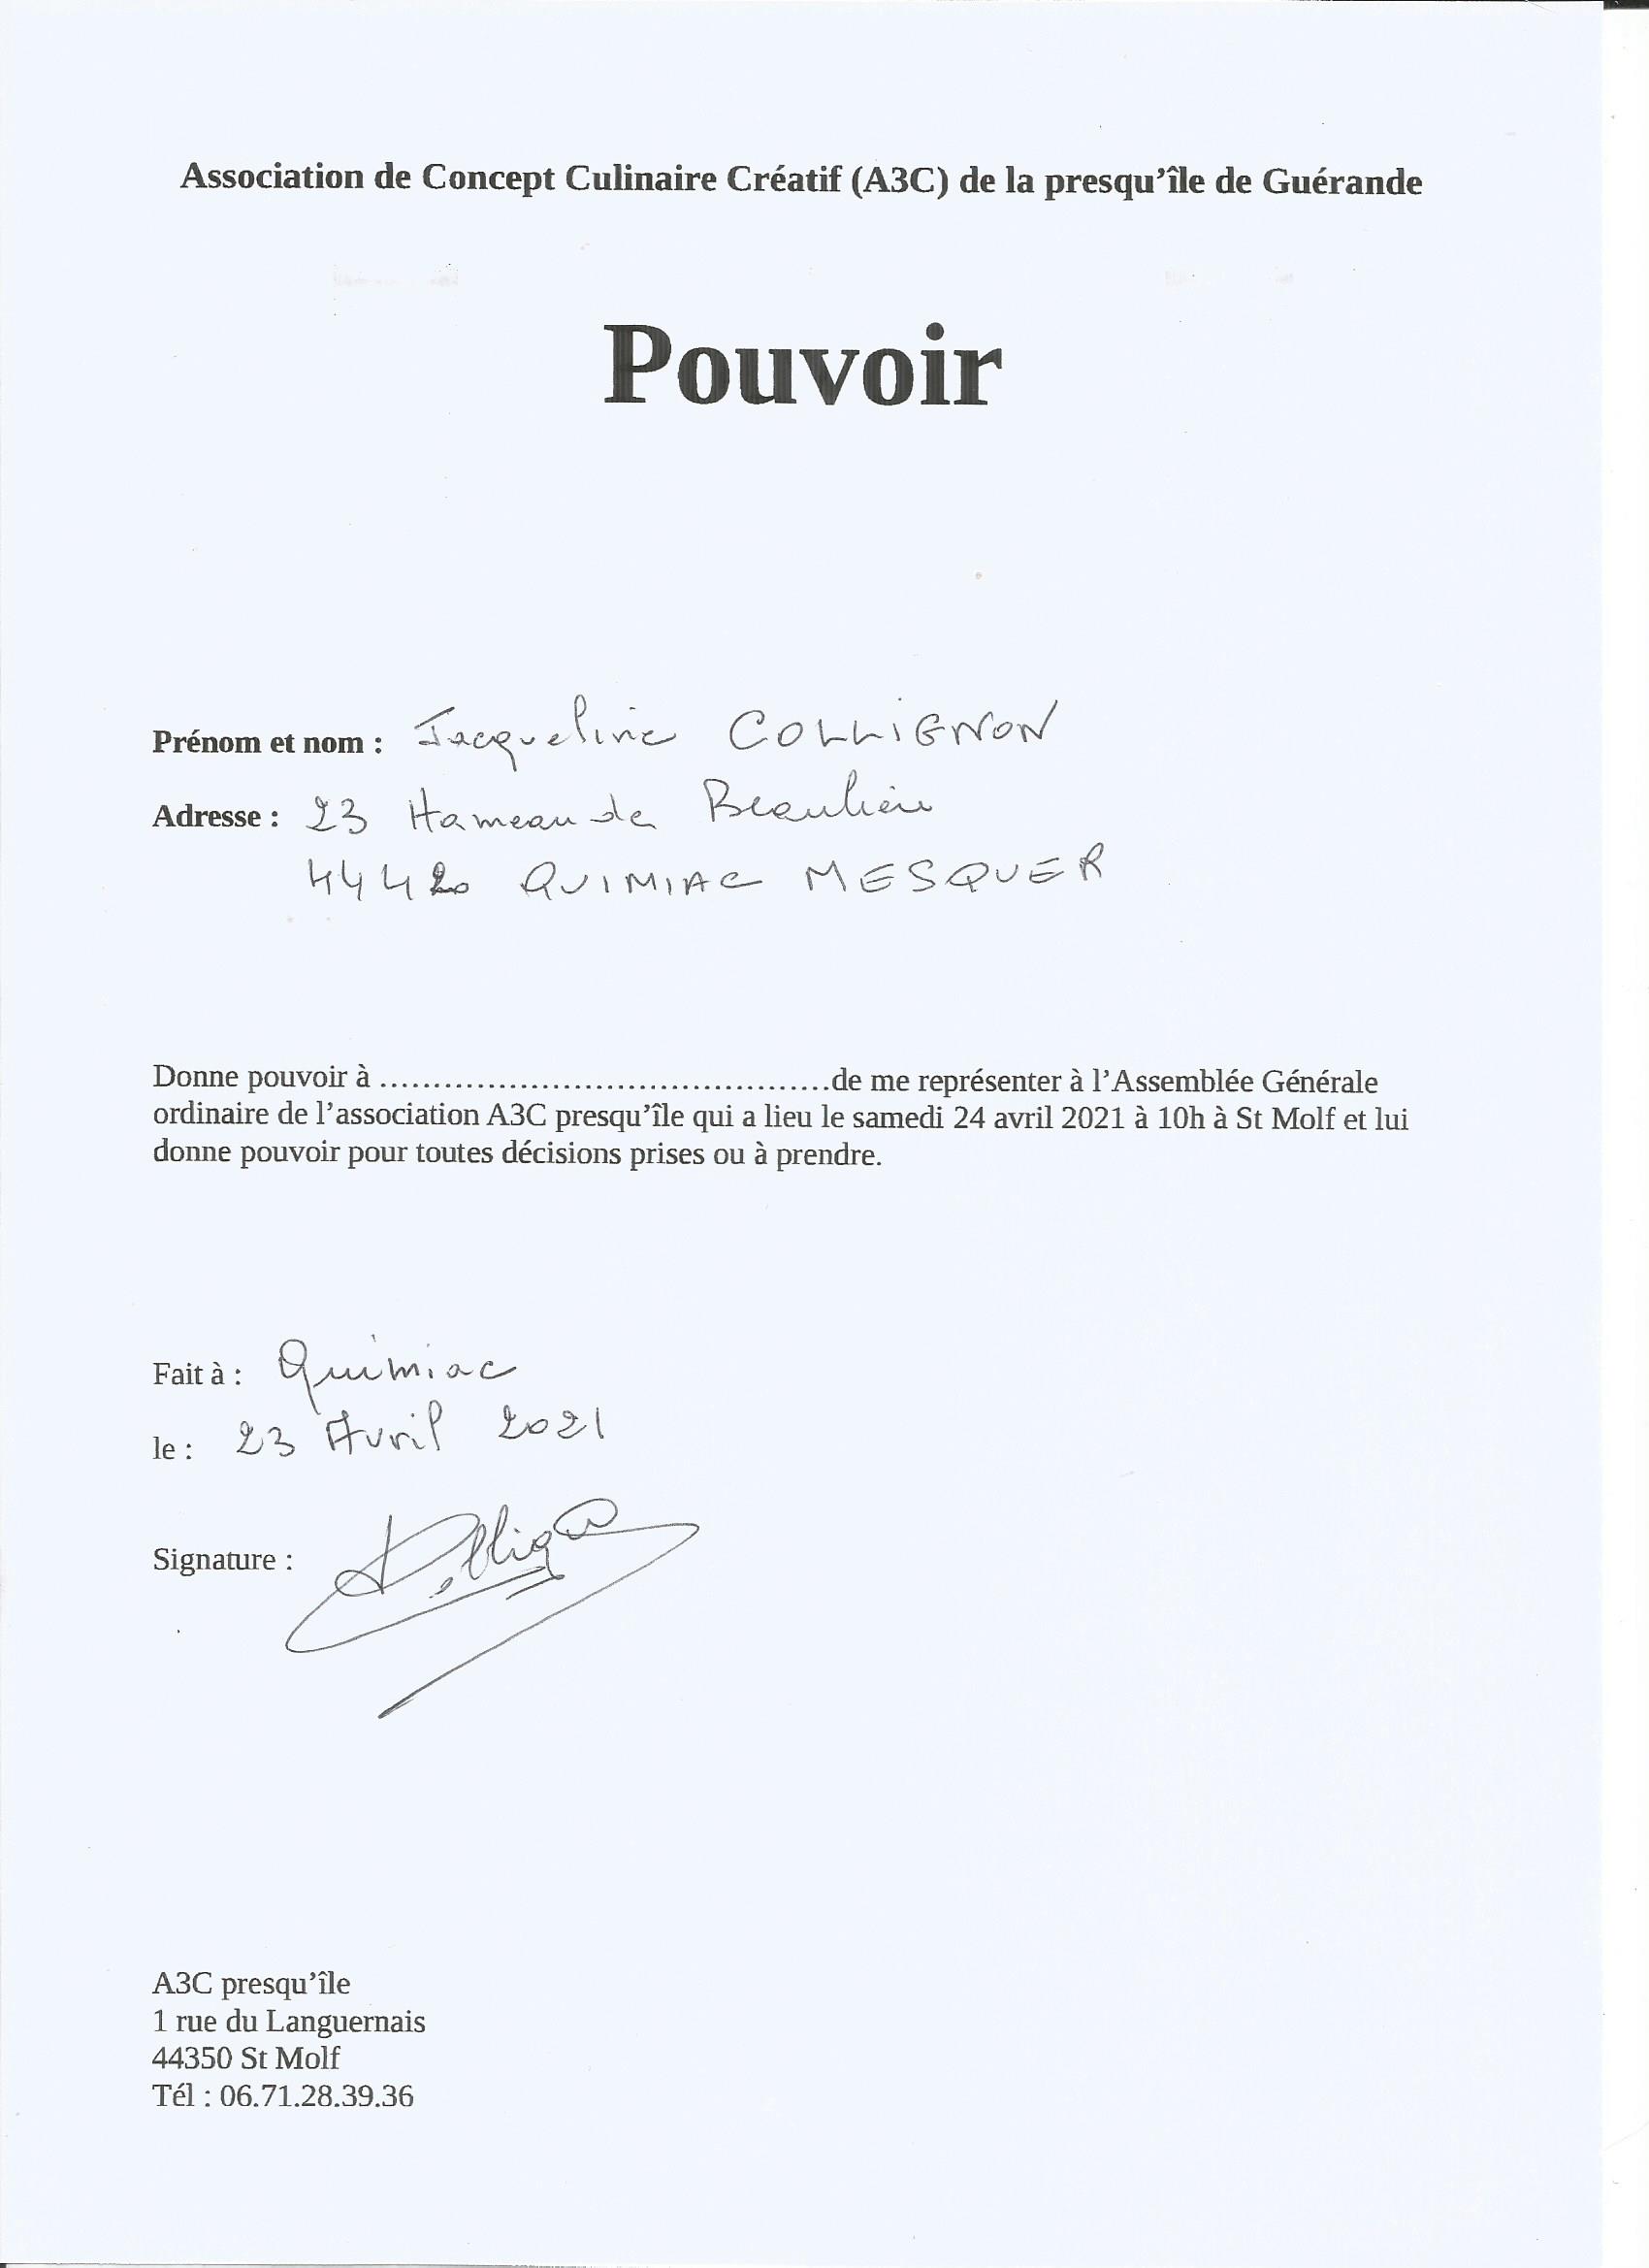 Association de Concept Culinaire Créatif (A3C) de la presqu’île de Guérande
Pouvoir
Prénom et nom : Jacqueline COLLIGNON
Adresse : 23 Hameau de Beaulieu
44420 QUIMIAC MESQUER
Donne pouvoir à ..........................................de me représenter à l’Assemblée Générale
ordinaire de l’association A3C presqu’île qui a lieu le samedi 24 avril 2021 à 10h à St Molf et lui
donne pouvoir pour toutes décisions prises ou à prendre.
Fait à : Quimiac
le : 23 Avril 2021
Signature :
A3C presqu’île
1 rue du Languernais
44350 St Molf
Tél : 06.71.28.39.36